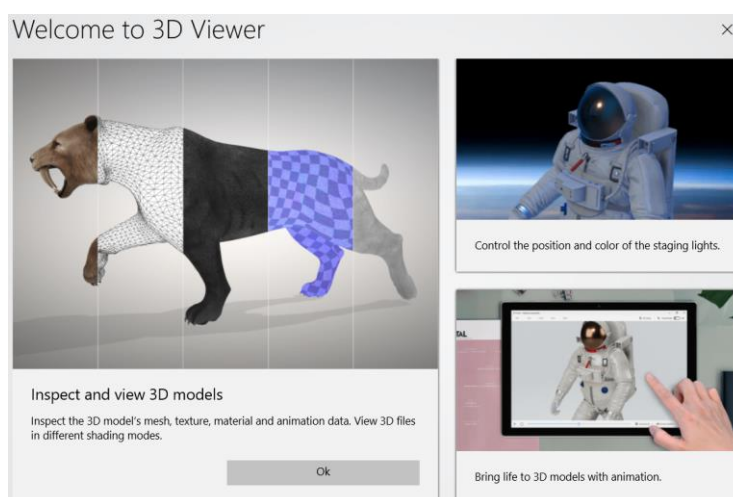 Welcome to 3D Viewer
Inspect and view 3D models
Inspect the 3D model's mesh, texture, material and animation data. View 3D files
in different shading modes.
Ok
Control the position and color of the staging lights.
TAL
Bring life to 3D models with animation.